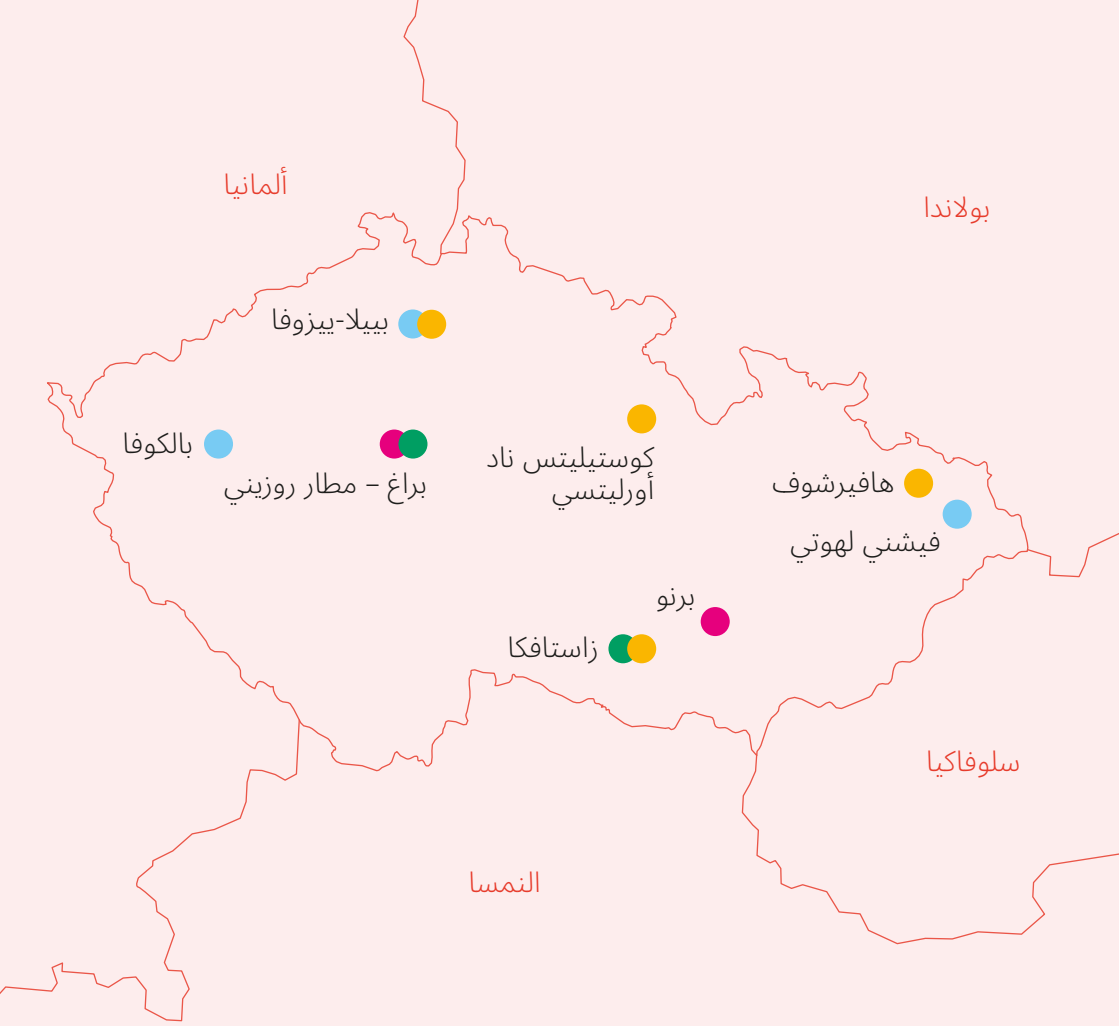 ألمانيا
بولاندا
بييلا-ييزوفا
بالكوفا
براغ – مطار روزيني
كوستيليتس ناد
أورليتسي
هافيرشوف
فيشني لهوتي
برنو
زاستافكا
سلوفاكيا
النمسا